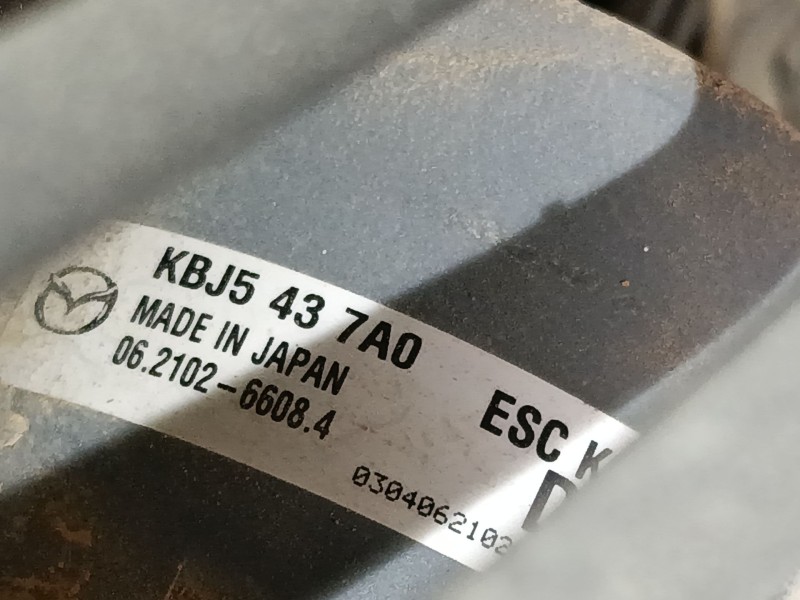 KBJ5 43 7A0
MADE IN JAPAN
06.2102-6608.4
ESC K
D
0304062102